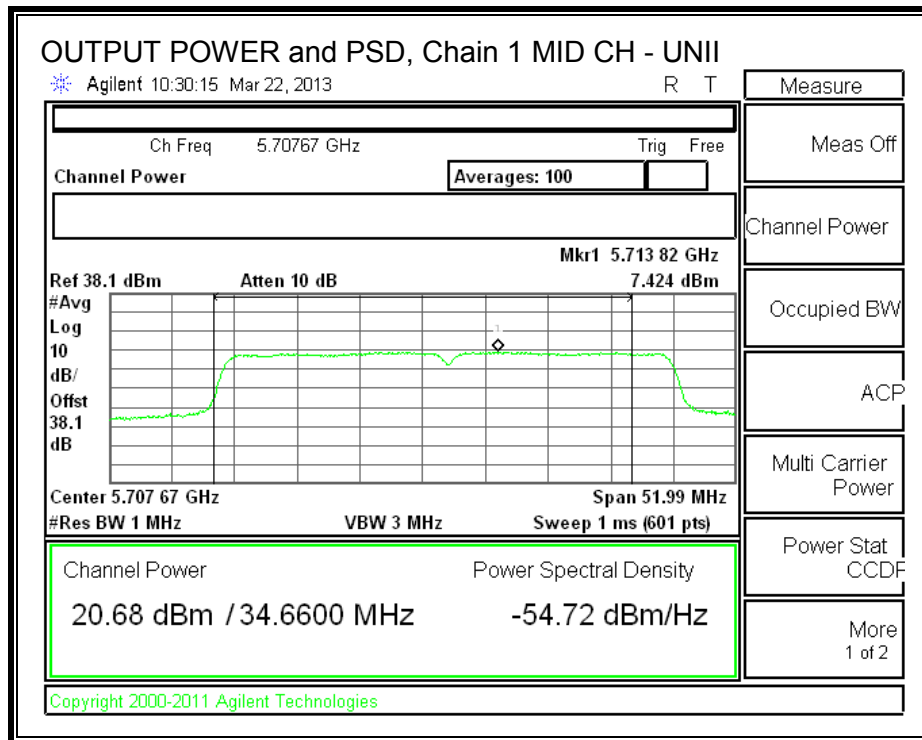 OUTPUT POWER and PSD, Chain 1 MID CH - UNII
Agilent 10:30:15 Mar 22, 2013 R T
Ch Freq 5.70767 GHz Trig Free
Channel Power Averages: 100
Mkr1 5.713 82 GHz
Ref 38.1 dBm Atten 10 dB 7.424 dBm
#Avg
Log
10
dB/
Offst
38.1
dB
1
Center 5.707 67 GHz Span 51.99 MHz
#Res BW 1 MHz VBW 3 MHz Sweep 1 ms (601 pts)
Channel Power Power Spectral Density
20.68 dBm / 34.6600 MHz -54.72 dBm/Hz
Copyright 2000-2011 Agilent Technologies
Measure
Meas Off
Channel Power
Occupied BW
ACP
Multi Carrier
Power
Power Stat
CCDF
More
1 of 2